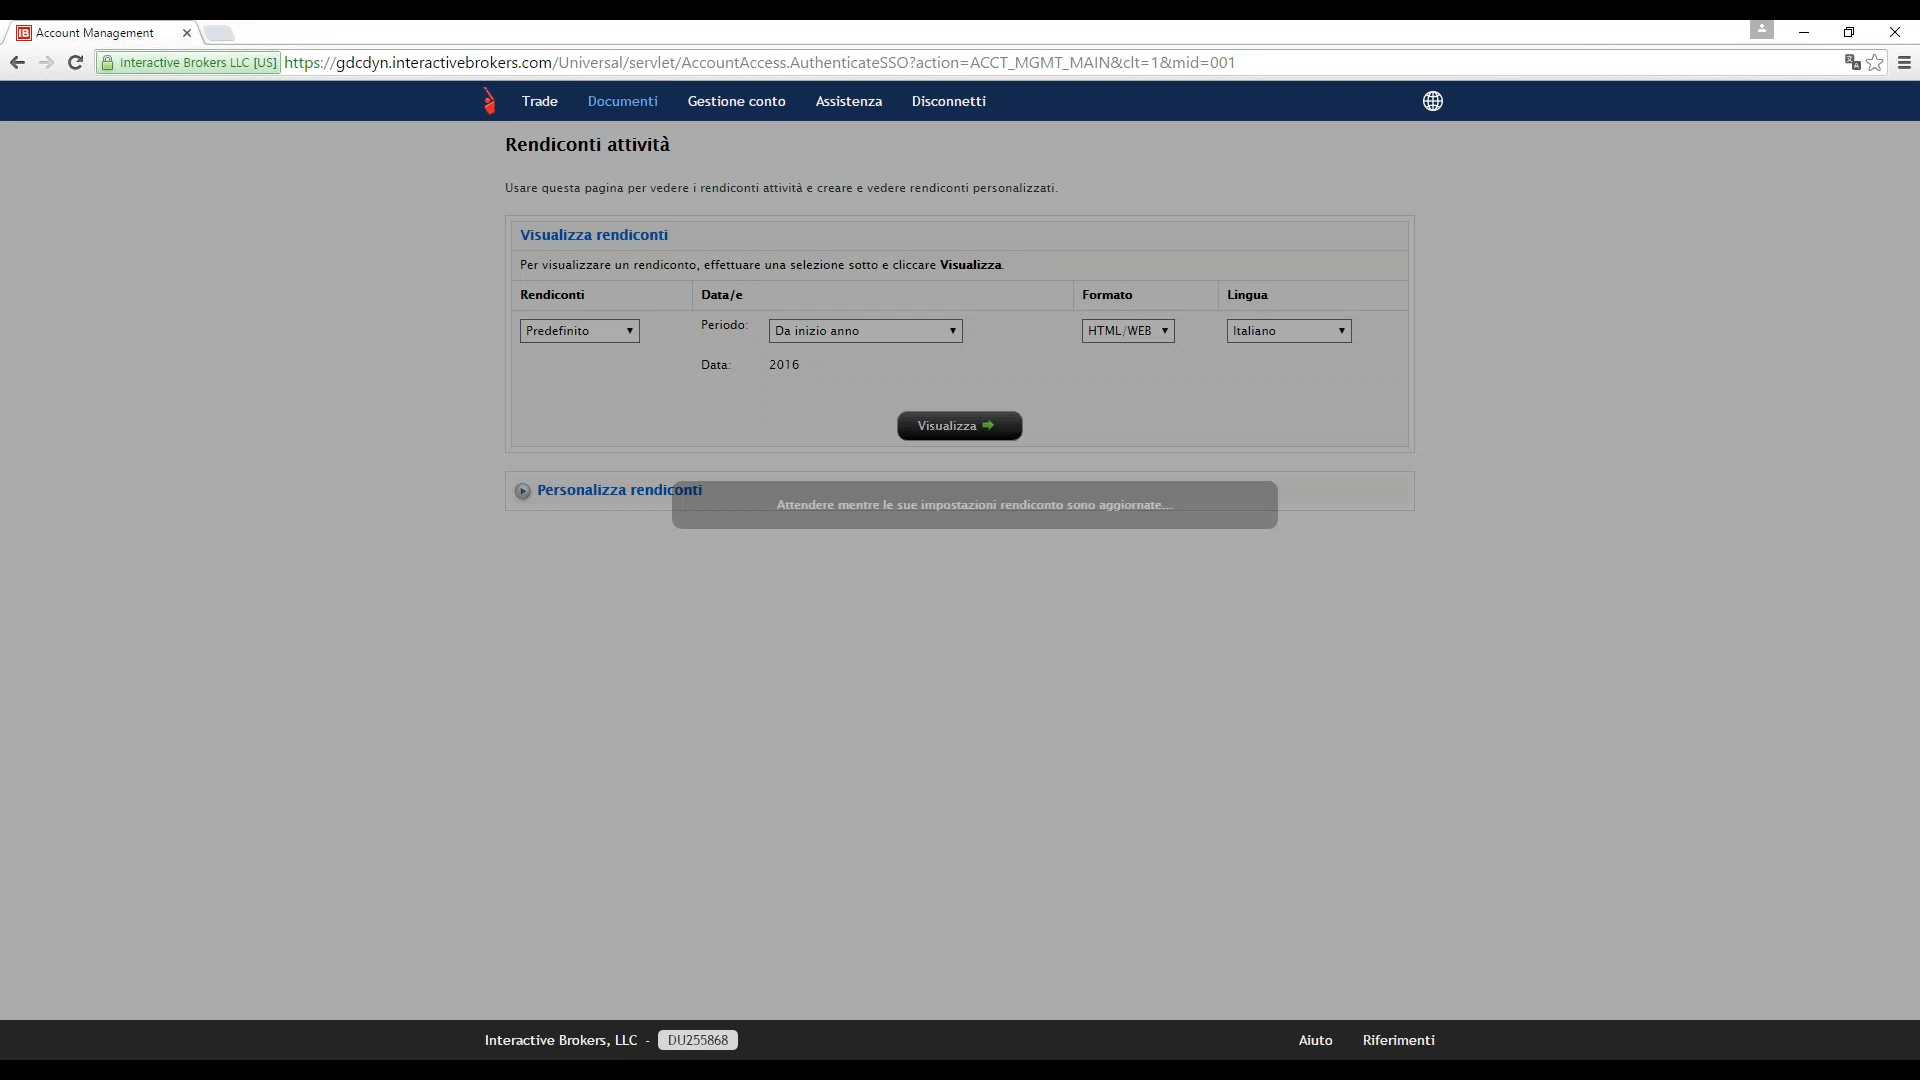 Account Management
Interactive Brokers LLC [US] https://gdcdyn.interactivebrokers.com/Universal/servlet/AccountAccess.AuthenticateSSO?action=ACCT_MGMT_MAIN&clt=1&mid=001
Trade Documenti Gestione conto Assistenza Disconnetti
Rendiconti attività
Usare questa pagina per vedere i rendiconti attività e creare e vedere rendiconti personalizzati.
Visualizza rendiconti
Per visualizzare un rendiconto, effettuare una selezione sotto e cliccare Visualizza.
Rendiconti Data/e Formato Lingua
Predefinito Periodo: Da inizio anno HTML/WEB Italiano
Data: 2016
Visualizza
Personalizza rendiconti
Attendere mentre le sue impostazioni rendiconto sono aggiornate...
Interactive Brokers, LLC - DU255868 Aiuto Riferimenti